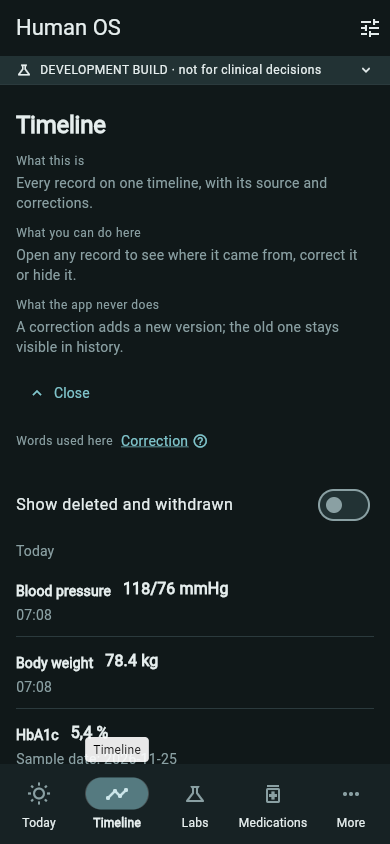 Human OS
DEVELOPMENT BUILD · not for clinical decisions
Timeline
What this is
Every record on one timeline, with its source and
corrections.
What you can do here
Open any record to see where it came from, correct it
or hide it.
What the app never does
A correction adds a new version; the old one stays
visible in history.
Close
Words used here Correction
Show deleted and withdrawn
Today
Blood pressure 118/76 mmHg
07:08
Body weight 78.4 kg
07:08
HbA1c 5,4 %
Timeline
Sample date: 11-25
Today Timeline Labs Medications More